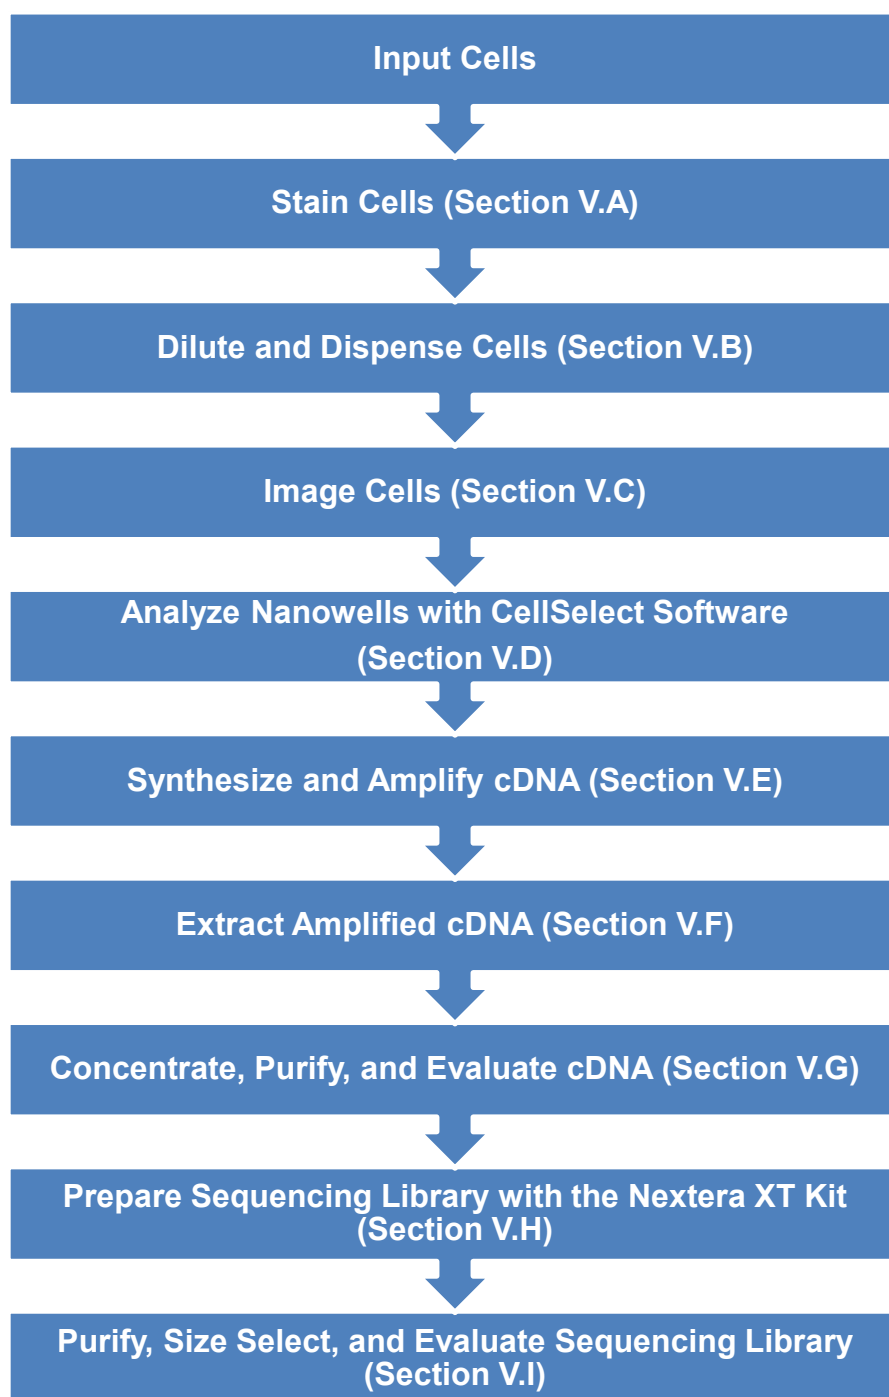 Input Cells
Stain Cells (Section V.A)
Dilute and Dispense Cells (Section V.B)
Image Cells (Section V.C)
Analyze Nanowells with CellSelect Software
(Section V.D)
Synthesize and Amplify cDNA (Section V.E)
Extract Amplified cDNA (Section V.F)
Concentrate, Purify, and Evaluate cDNA (Section V.G)
Prepare Sequencing Library with the Nextera XT Kit
(Section V.H)
Purify, Size Select, and Evaluate Sequencing Library
(Section V.I)